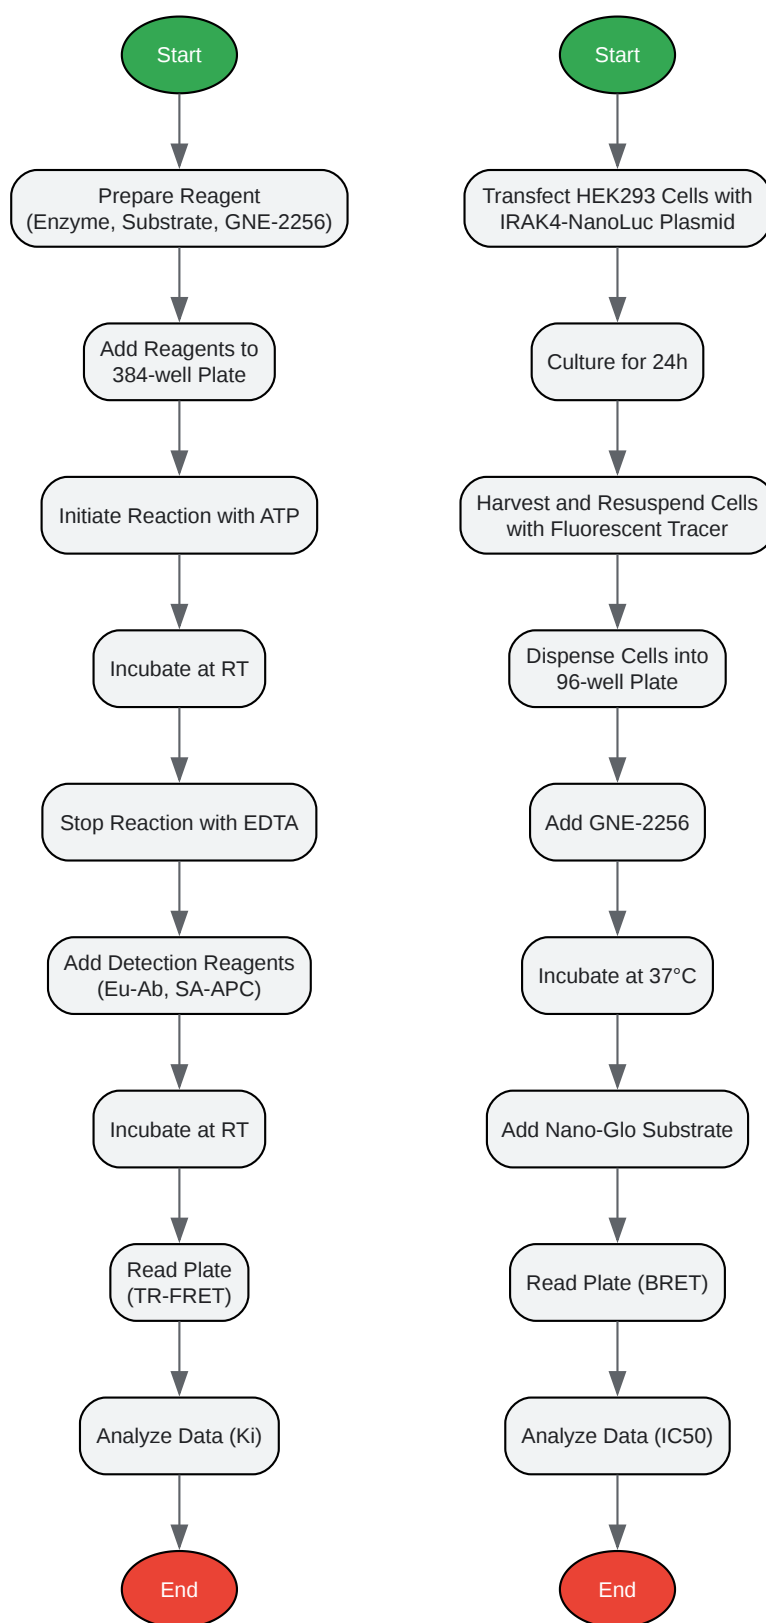 Start
Prepare Reagent
(Enzyme, Substrate, GNE-2256)
Add Reagents to
384-well Plate
Initiate Reaction with ATP
Incubate at RT
Stop Reaction with EDTA
Add Detection Reagents
(Eu-Ab, SA-APC)
Incubate at RT
Read Plate
(TR-FRET)
Analyze Data (Ki)
End
Start
Transfect HEK293 Cells with
IRAK4-NanoLuc Plasmid
Culture for 24h
Harvest and Resuspend Cells
with Fluorescent Tracer
Dispense Cells into
96-well Plate
Add GNE-2256
Incubate at 37°C
Add Nano-Glo Substrate
Read Plate (BRET)
Analyze Data (IC50)
End